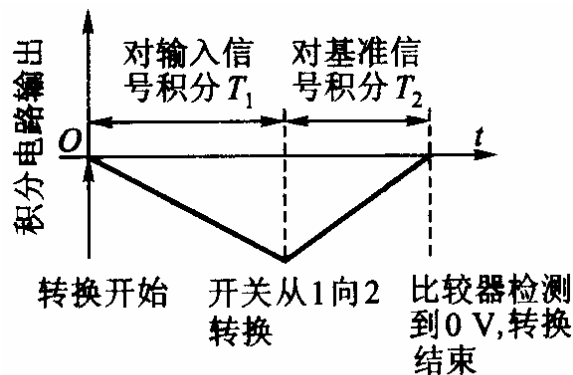 积分电路输出
对输入信
号积分T₁
对基准信
号积分T₂
O
t
转换开始
开关从1向2
转换
比较器检测
到0 V,转换
结束